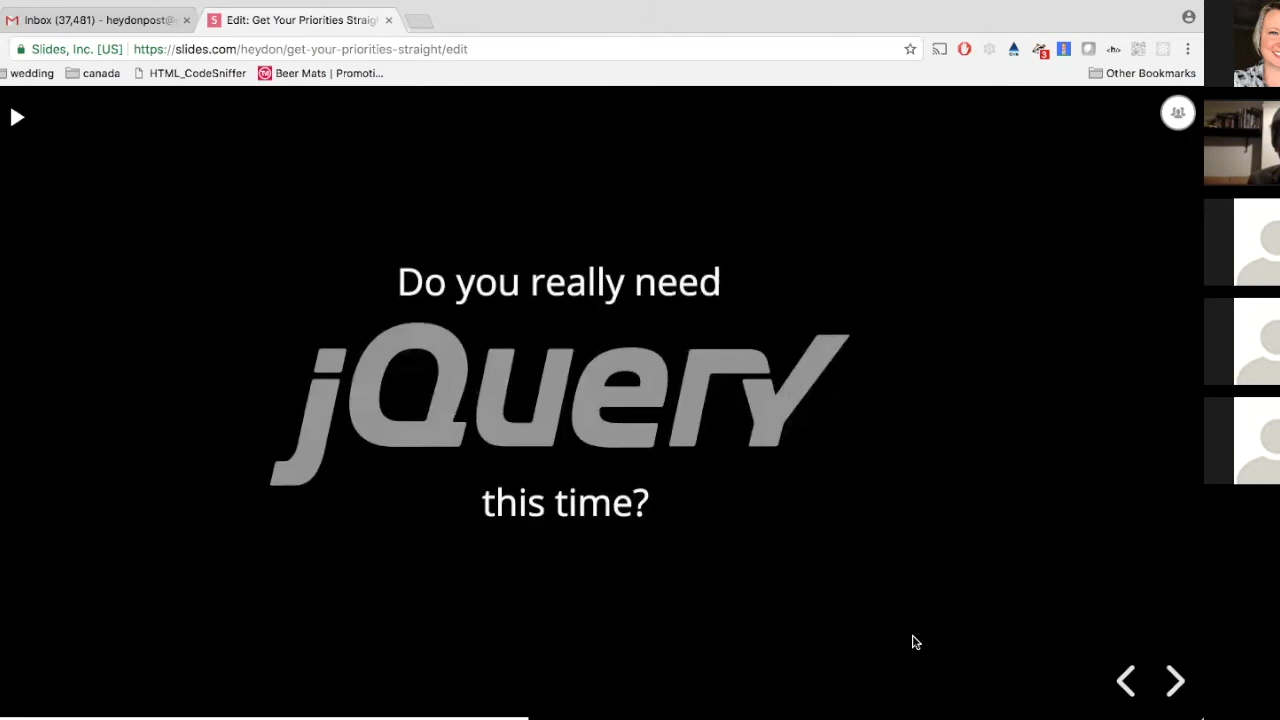 Inbox (37,481) - heydonpost@
Edit: Get Your Priorities Straig
Slides, Inc. [US]
https://slides.com/heydon/get-your-priorities-straight/edit
wedding
canada
HTML_CodeSniffer
Beer Mats | Promoti...
Other Bookmarks
Do you really need
jQuery
this time?